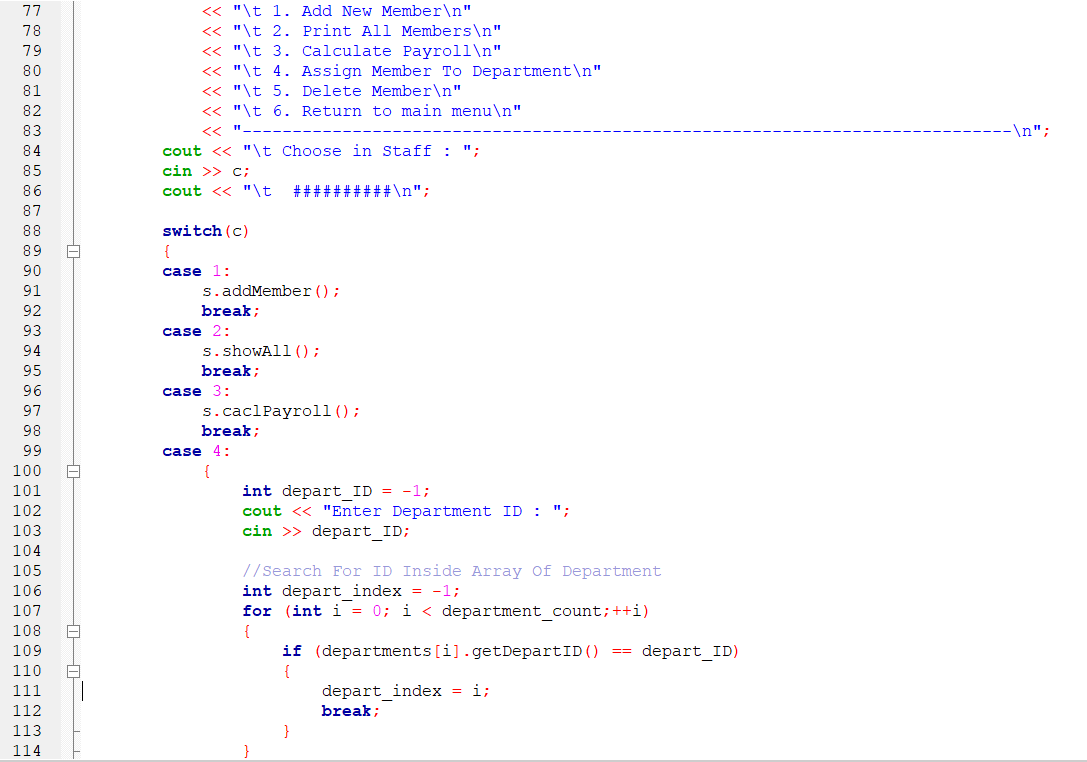 77 << "\t 1. Add New Member\n"
78 << "\t 2. Print All Members\n"
79 << "\t 3. Calculate Payroll\n"
80 << "\t 4. Assign Member To Department\n"
81 << "\t 5. Delete Member\n"
82 << "\t 6. Return to main menu\n"
83 << "-----------------------------------------------------------------------------\n";
84 cout << "\t Choose in Staff : ";
85 cin >> c;
86 cout << "\t  ##########\n";
87
88 switch(c)
89 {
90 case 1:
91 s.addMember();
92 break;
93 case 2:
94 s.showAll();
95 break;
96 case 3:
97 s.caclPayroll();
98 break;
99 case 4:
100 {
101 int depart_ID = -1;
102 cout << "Enter Department ID : ";
103 cin >> depart_ID;
104
105 //Search For ID Inside Array Of Department
106 int depart_index = -1;
107 for (int i = 0; i < department_count;++i)
108 {
109 if (departments[i].getDepartID() == depart_ID)
110 {
111 depart_index = i;
112 break;
113 }
114 }